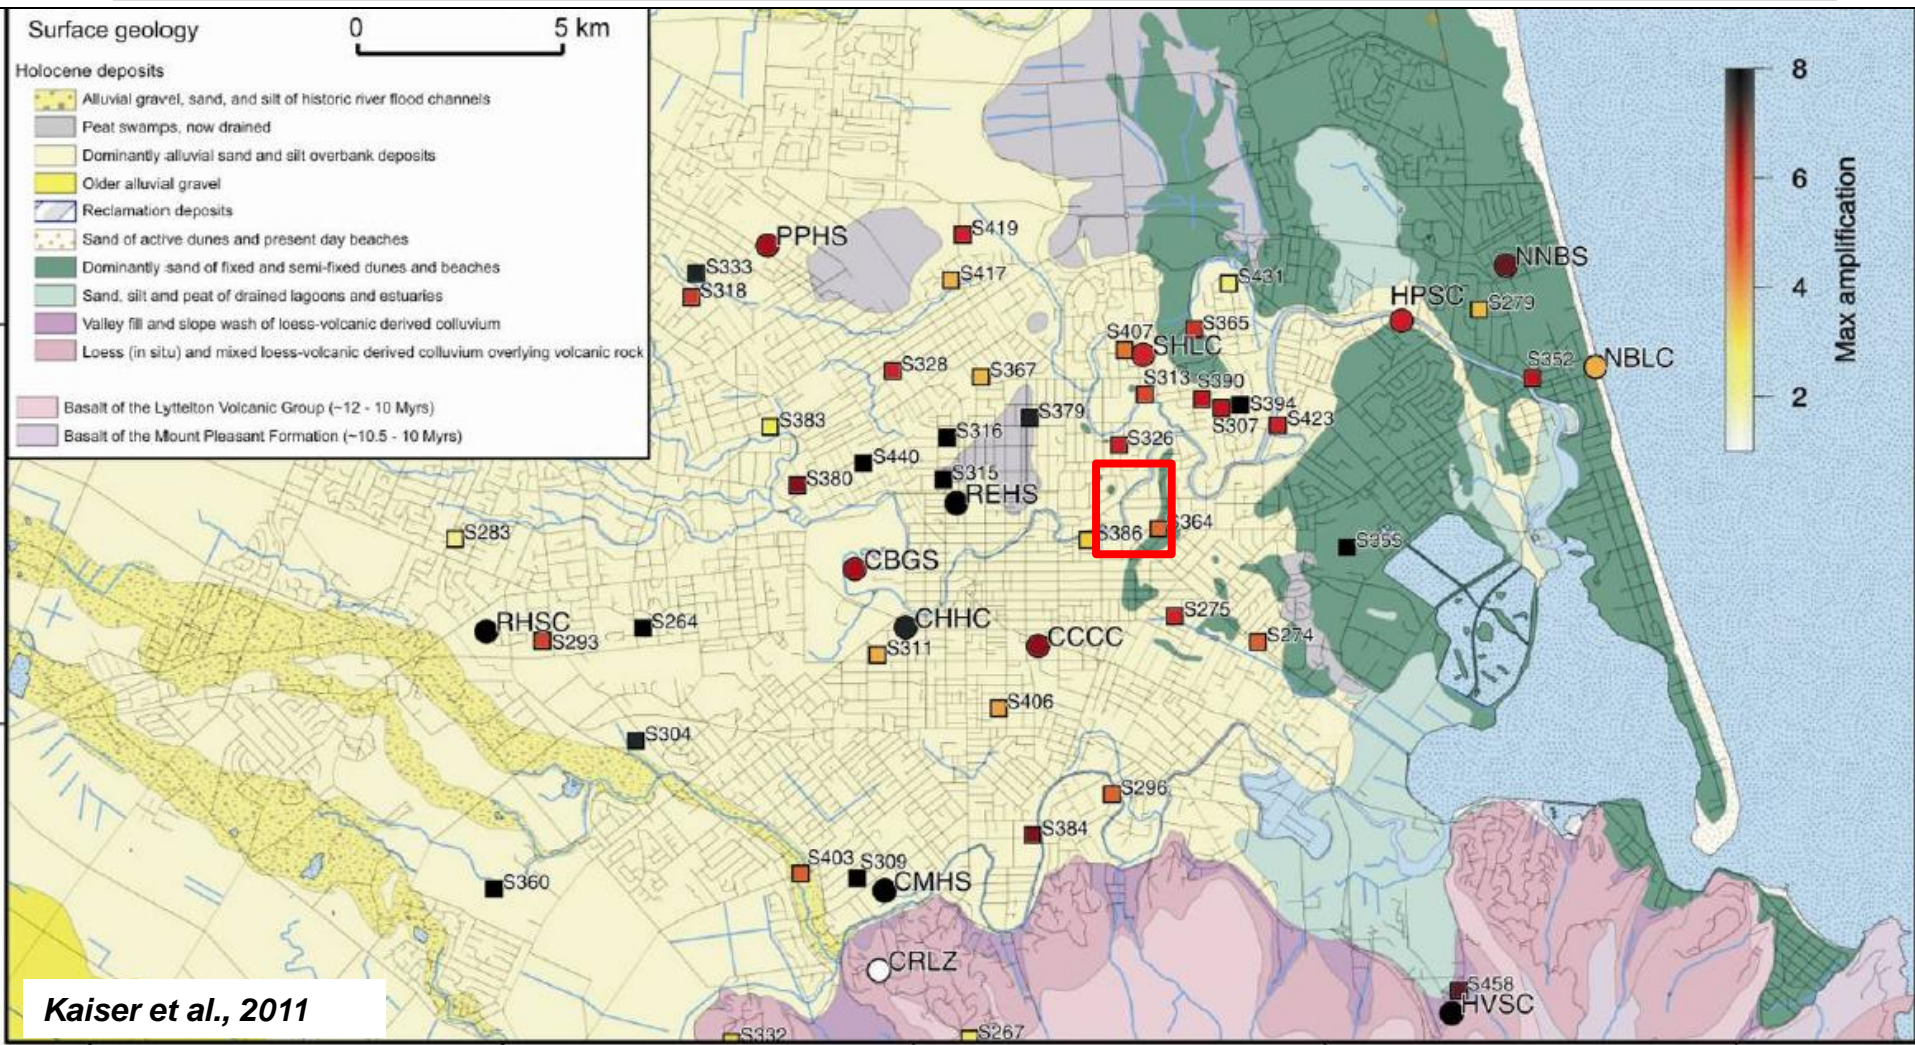 Surface geology
0 5 km
Holocene deposits
Alluvial gravel, sand, and silt of historic river flood channels
Peat swamps, now drained
Dominantly alluvial sand and silt overbank deposits
Older alluvial gravel
Reclamation deposits
Sand of active dunes and present day beaches
Dominantly sand of fixed and semi-fixed dunes and beaches
Sand, silt and peat of drained lagoons and estuaries
Valley fill and slope wash of loess-volcanic derived colluvium
Loess (in situ) and mixed loess-volcanic derived colluvium overlying volcanic rock
Basalt of the Lyttelton Volcanic Group (~12 - 10 Myrs)
Basalt of the Mount Pleasant Formation (~10.5 - 10 Myrs)
8
6
4
2
Max amplification
PPHS
S419
S333
S417
S318
S431
NNBS
HPSC
S279
S407
S365
SHLC
S352
NBLC
S328
S367
S313
S390
S394
S307
S423
S383
S379
S316
S326
S440
S380
S315
REHS
S283
S386
S364
S355
CBGS
RHSC
S293
S264
CHHC
S311
CCCC
S275
S274
S406
S304
S296
S384
S403
S309
CMHS
S360
CRLZ
S458
HVSC
S332
S267
Kaiser et al., 2011